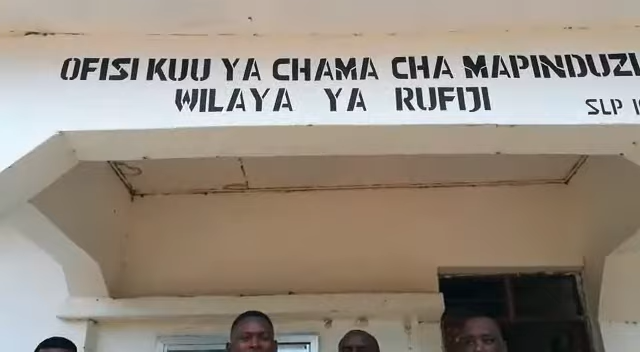 OFISI KUU YA CHAMA CHA MAPINDUZI
WILAYA YA RUFIJI
SLP